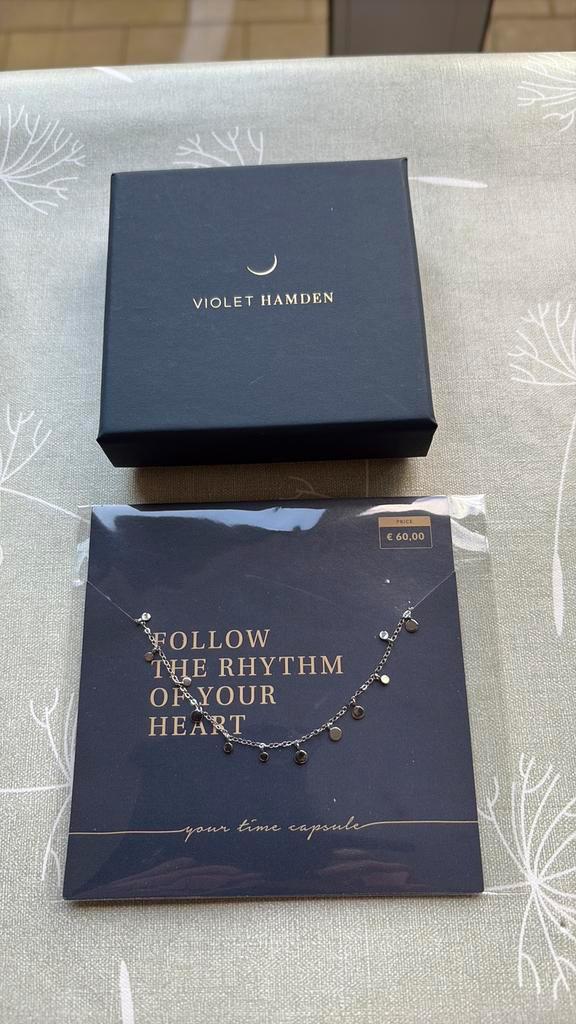 VIOLET HAMDEN
PRICE
€ 60,00
FOLLOW
THE RHYTHM
OF YOUR
HEART
your time capsule